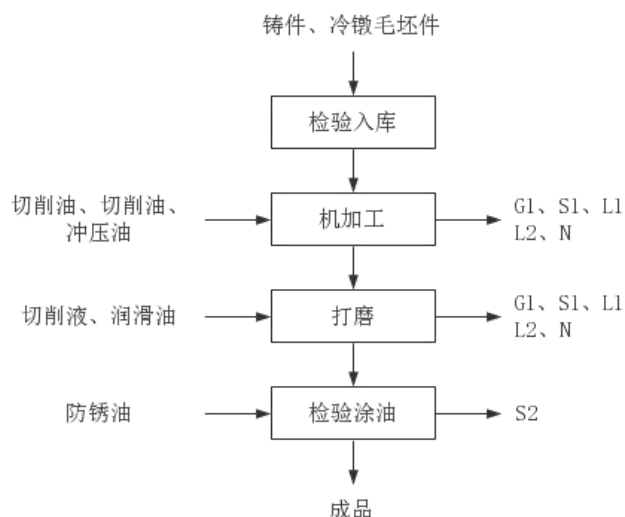 铸件、冷镦毛坯件
检验入库
切削油、切削油、
冲压油
机加工
G1、S1、L1
L2、N
切削液、润滑油
打磨
G1、S1、L1
L2、N
防锈油
检验涂油
S2
成品